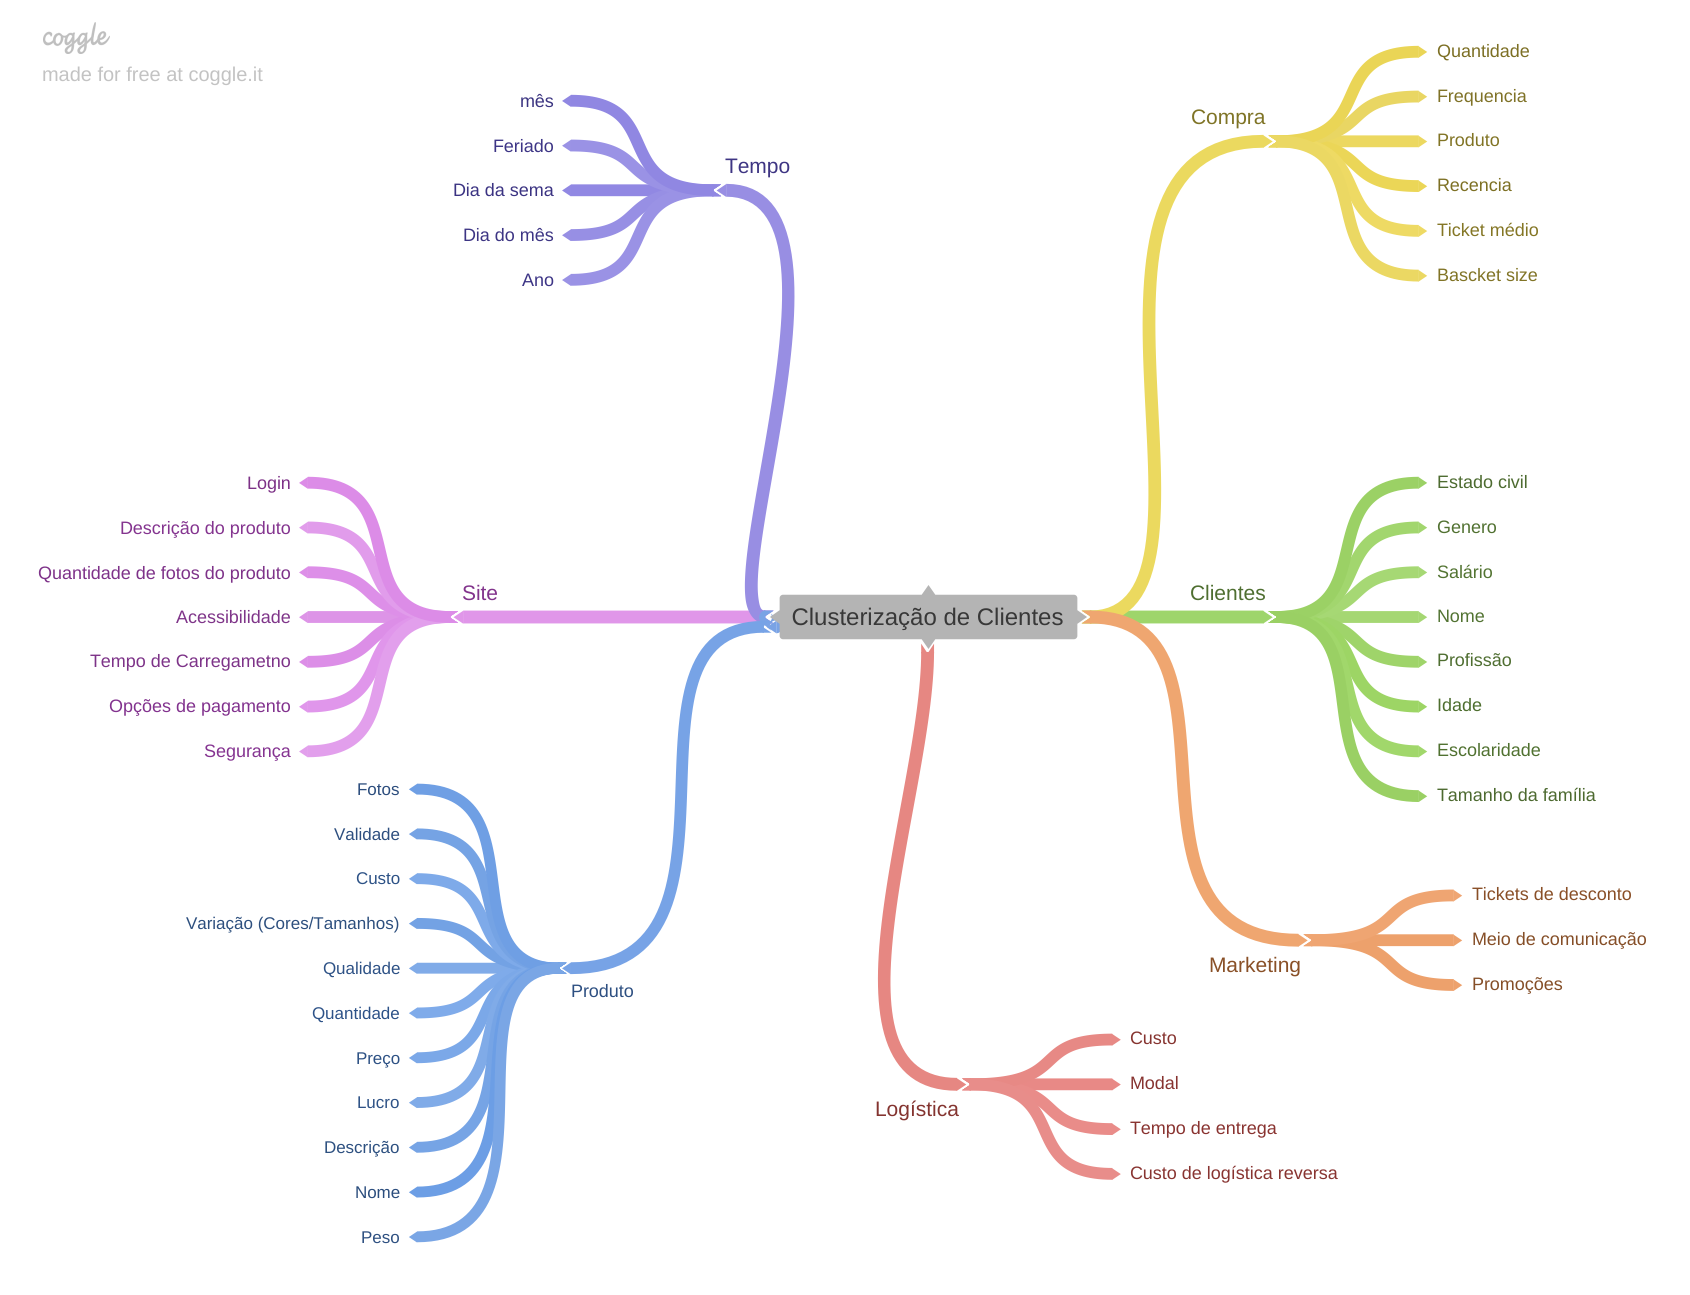 coggle
made for free at coggle.it
Tempo
mês
Feriado
Dia da sema
Dia do mês
Ano
Compra
Quantidade
Frequencia
Produto
Recencia
Ticket médio
Bascket size
Site
Login
Descrição do produto
Quantidade de fotos do produto
Acessibilidade
Tempo de Carregametno
Opções de pagamento
Segurança
Clusterização de Clientes
Clientes
Estado civil
Genero
Salário
Nome
Profissão
Idade
Escolaridade
Tamanho da família
Produto
Fotos
Validade
Custo
Variação (Cores/Tamanhos)
Qualidade
Quantidade
Preço
Lucro
Descrição
Nome
Peso
Marketing
Tickets de desconto
Meio de comunicação
Promoções
Logística
Custo
Modal
Tempo de entrega
Custo de logística reversa